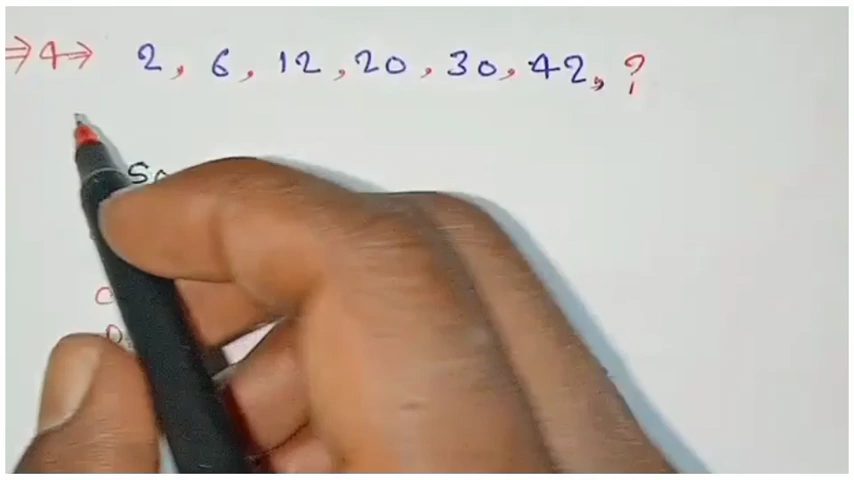 ⇒4→ 2, 6, 12, 20, 30, 42, ?